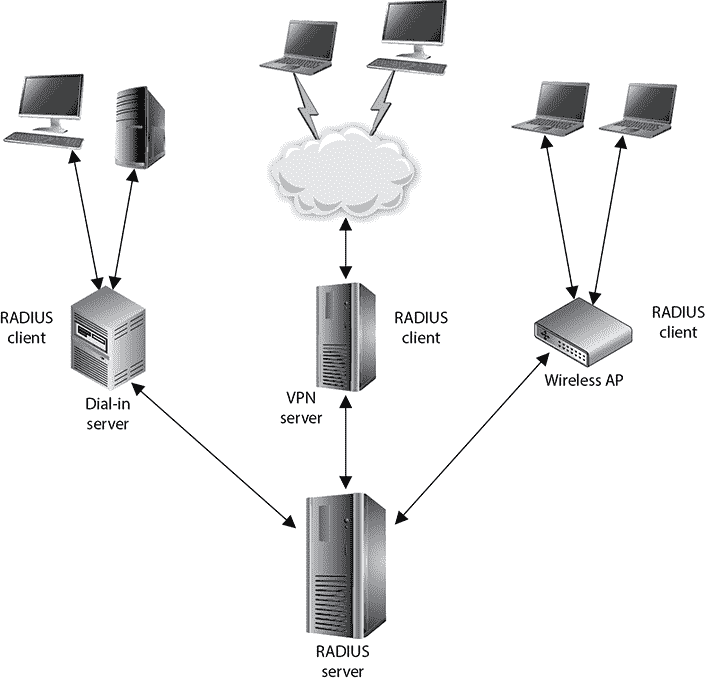 RADIUS
client
Dial-in
server
RADIUS
client
VPN
server
RADIUS
client
Wireless AP
RADIUS
server